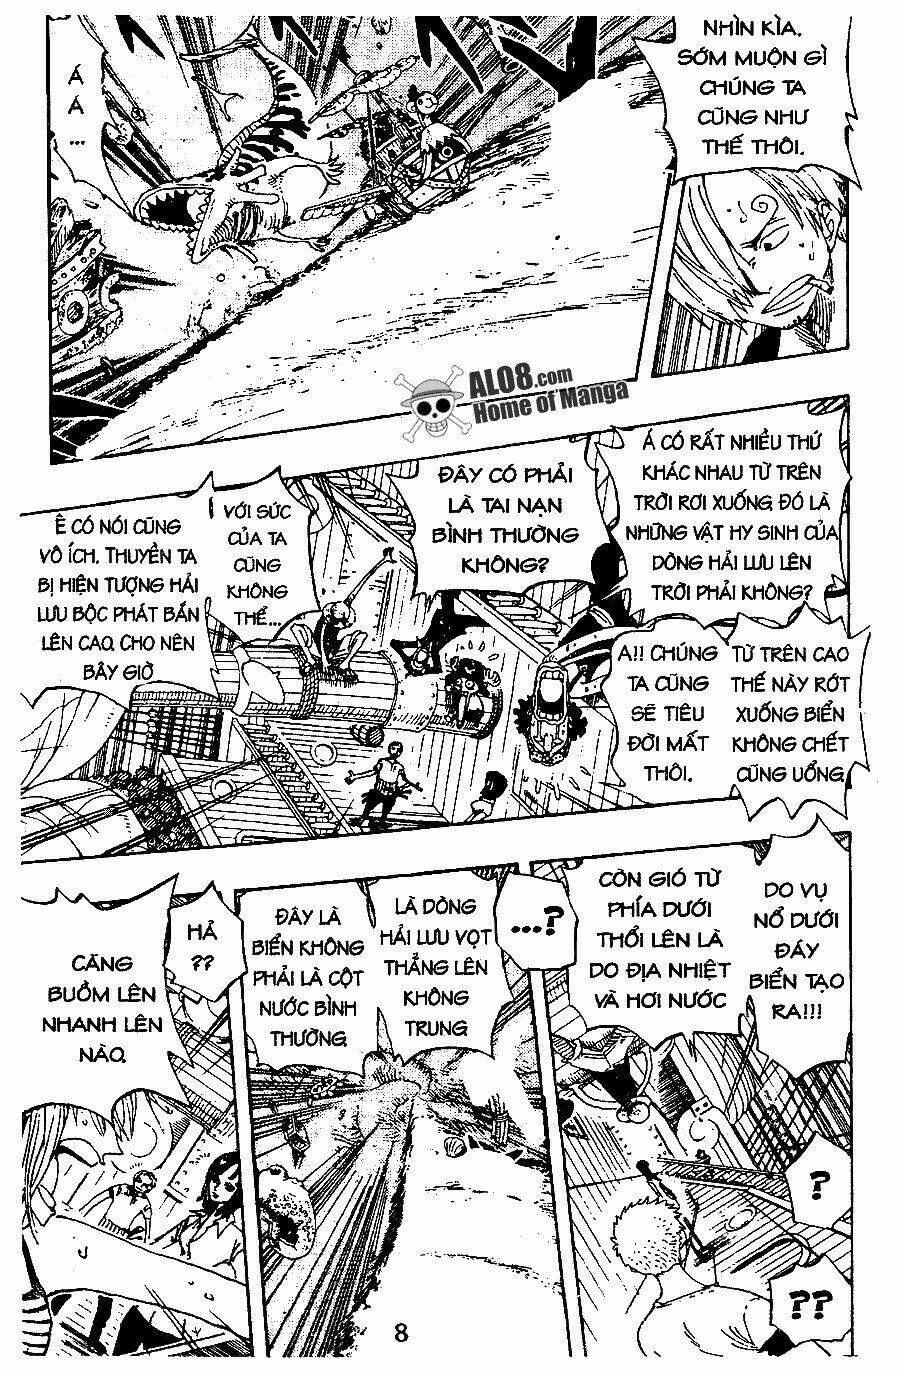 NHÌN KÌA.
SỚM MUỘN GÌ
CHÚNG TA
CŨNG NHƯ
THẾ THÔI.
Á
Á
...
AL08.com
Home of Manga
Á CÓ RẤT NHIỀU THỨ
KHÁC NHAU TỪ TRÊN
TRỜI RƠI XUỐNG, ĐÓ LÀ
NHỮNG VẬT HY SINH CỦA
DÒNG HẢI LƯU LÊN
TRỜI PHẢI KHÔNG?
TỪ TRÊN CAO
THẾ NÀY RỚT
XUỐNG BIỂN
KHÔNG CHẾT
CŨNG UỔNG.
A!! CHÚNG
TA CŨNG
SẼ TIÊU
ĐỜI MẤT
THÔI.
ĐÂY CÓ PHẢI
LÀ TAI NẠN
BÌNH THƯỜNG
KHÔNG?
VỚI SỨC
CỦA TA
CŨNG
KHÔNG
THỂ...
Ê CÓ NÓI CŨNG
VÔ ÍCH. THUYỀN TA
BỊ HIỆN TƯỢNG HẢI
LƯU BỘC PHÁT BẮN
LÊN CAO. CHO NÊN
BÂY GIỜ
DO VỤ
NỔ DƯỚI
ĐÁY
BIỂN TẠO
RA!!!
CÒN GIÓ TỪ
PHÍA DƯỚI
THỔI LÊN LÀ
DO ĐỊA NHIỆT
VÀ HƠI NƯỚC
?
??
...?
LÀ DÒNG
HẢI LƯU VỌT
THẲNG LÊN
KHÔNG
TRUNG
ĐÂY LÀ
BIỂN KHÔNG
PHẢI LÀ CỘT
NƯỚC BÌNH
THƯỜNG.
HẢ
??
CĂNG
BUỒM LÊN
NHANH LÊN
NÀO.
8